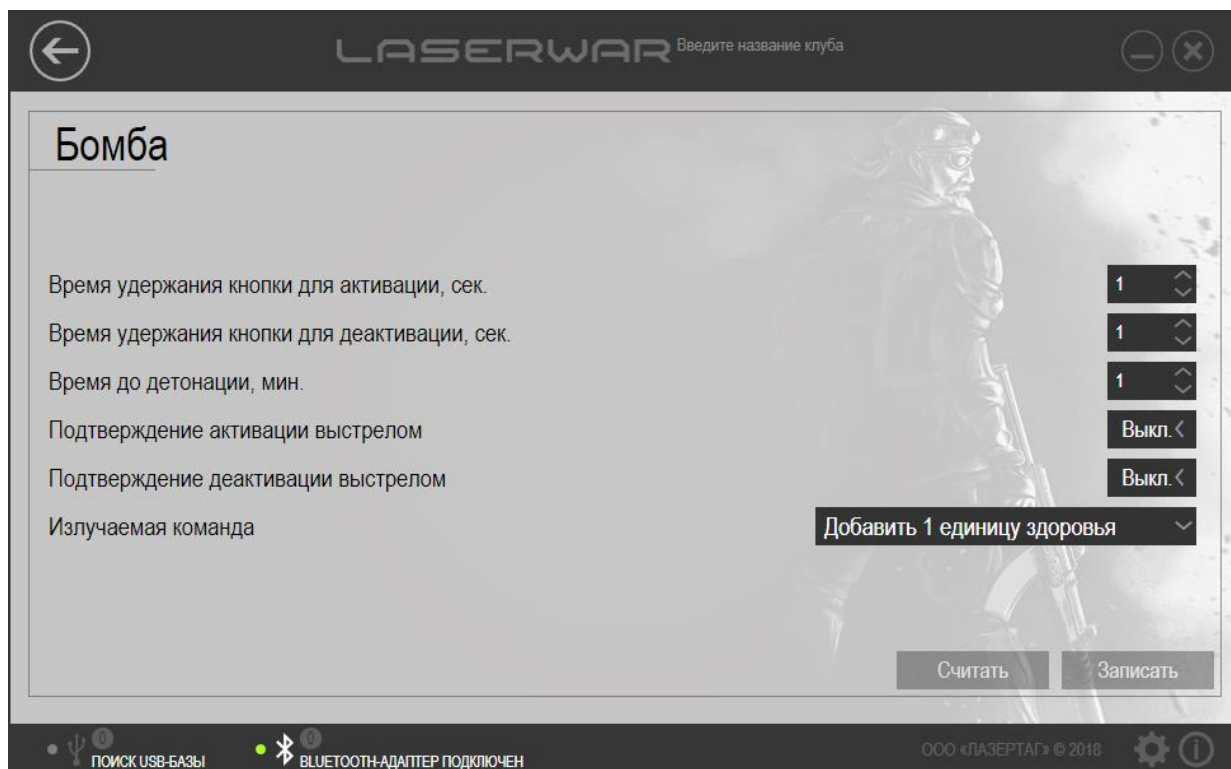 LASERWAR Введите название клуба
Бомба
Время удержания кнопки для активации, сек. 1
Время удержания кнопки для деактивации, сек. 1
Время до детонации, мин. 1
Подтверждение активации выстрелом Выкл.
Подтверждение деактивации выстрелом Выкл.
Излучаемая команда Добавить 1 единицу здоровья
Считать Записать
0 0
ПОИСК USB-БАЗЫ BLUETOOTH-АДАПТЕР ПОДКЛЮЧЕН ООО «ЛАЗЕРТАГ» © 2018